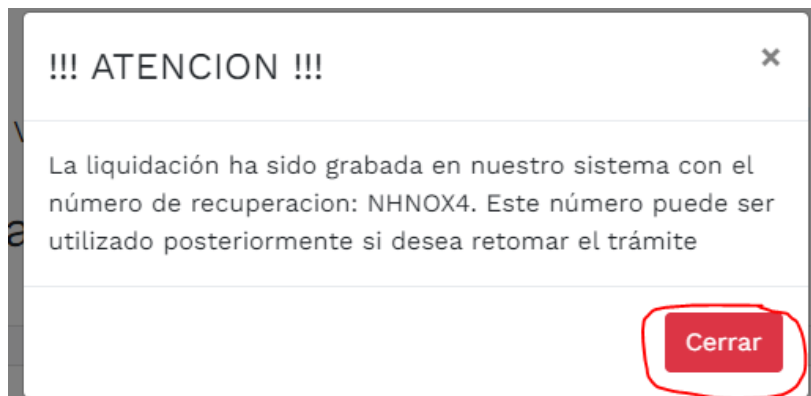 !!! ATENCION !!!
×
La liquidación ha sido grabada en nuestro sistema con el
número de recuperacion: NHNOX4. Este número puede ser
utilizado posteriormente si desea retomar el trámite
Cerrar